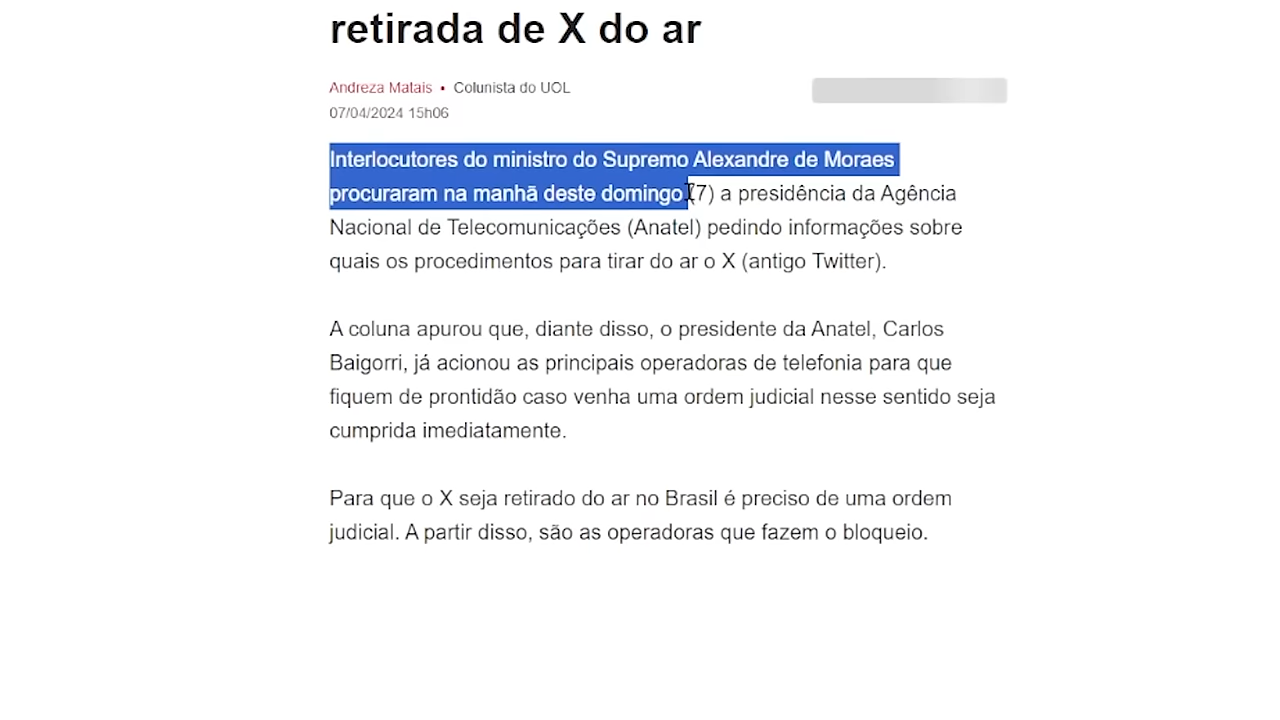 retirada de X do ar
Andreza Matais • Colunista do UOL
07/04/2024 15h06
Interlocutores do ministro do Supremo Alexandre de Moraes
procuraram na manhã deste domingo (7) a presidência da Agência
Nacional de Telecomunicações (Anatel) pedindo informações sobre
quais os procedimentos para tirar do ar o X (antigo Twitter).
A coluna apurou que, diante disso, o presidente da Anatel, Carlos
Baigorri, já acionou as principais operadoras de telefonia para que
fiquem de prontidão caso venha uma ordem judicial nesse sentido seja
cumprida imediatamente.
Para que o X seja retirado do ar no Brasil é preciso de uma ordem
judicial. A partir disso, são as operadoras que fazem o bloqueio.